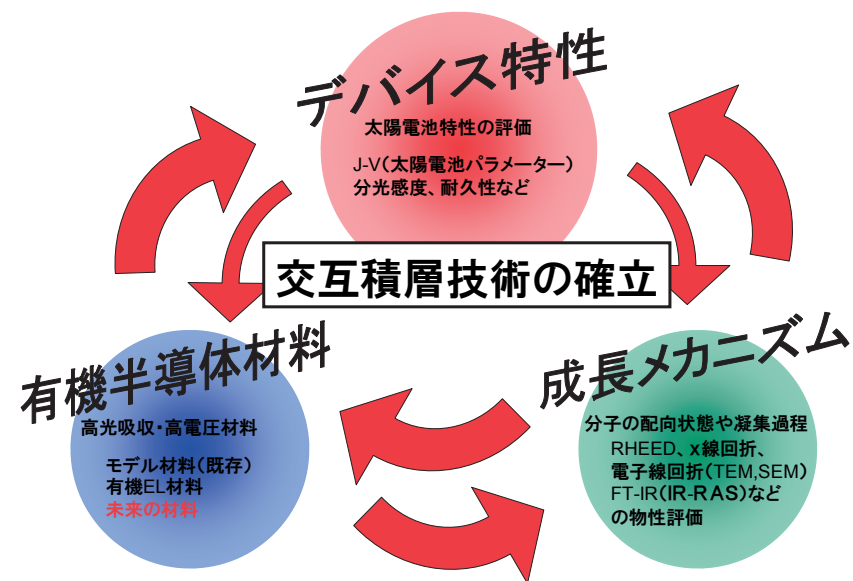 デバイス特性
太陽電池特性の評価
J-V(太陽電池パラメーター)
分光感度、耐久性など
交互積層技術の確立
有機半導体材料
高光吸収・高電圧材料
モデル材料(既存)
有機EL材料
未来の材料
成長メカニズム
分子の配向状態や凝集過程
RHEED、x線回折、
電子線回折(TEM,SEM)
FT-IR(IR-RAS)など
の物性評価